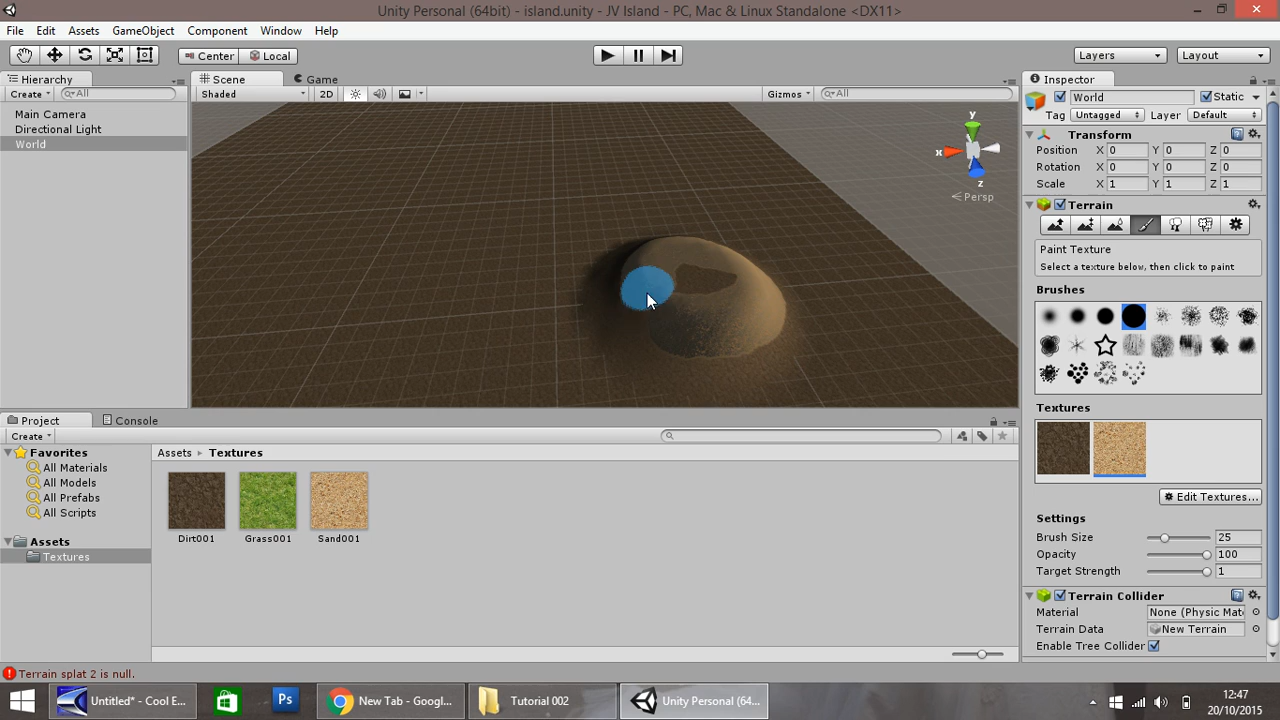 Unity Personal (64bit) - island.unity - JV Island - PC, Mac & Linux Standalone <DX11>
File Edit Assets GameObject Component Window Help
Center Local Layers Layout
Hierarchy
Create All
Main Camera
Directional Light
World
Scene Game
Shaded 2D Gizmos All
y
x
z
Persp
Inspector
World Static
Tag Untagged Layer Default
Transform
Position X 0 Y 0 Z 0
Rotation X 0 Y 0 Z 0
Scale X 1 Y 1 Z 1
Terrain
Paint Texture
Select a texture below, then click to paint
Brushes
Textures
Edit Textures...
Settings
Brush Size 25
Opacity 100
Target Strength 1
Terrain Collider
Material None (Physic Mate
Terrain Data New Terrain
Enable Tree Collider
Project Console
Create
Favorites
All Materials
All Models
All Prefabs
All Scripts
Assets
Textures
Assets Textures
Dirt001 Grass001 Sand001
Terrain splat 2 is null.
Untitled* - Cool E... Ps New Tab - Googl... Tutorial 002 Unity Personal (64...
12:47
20/10/2015